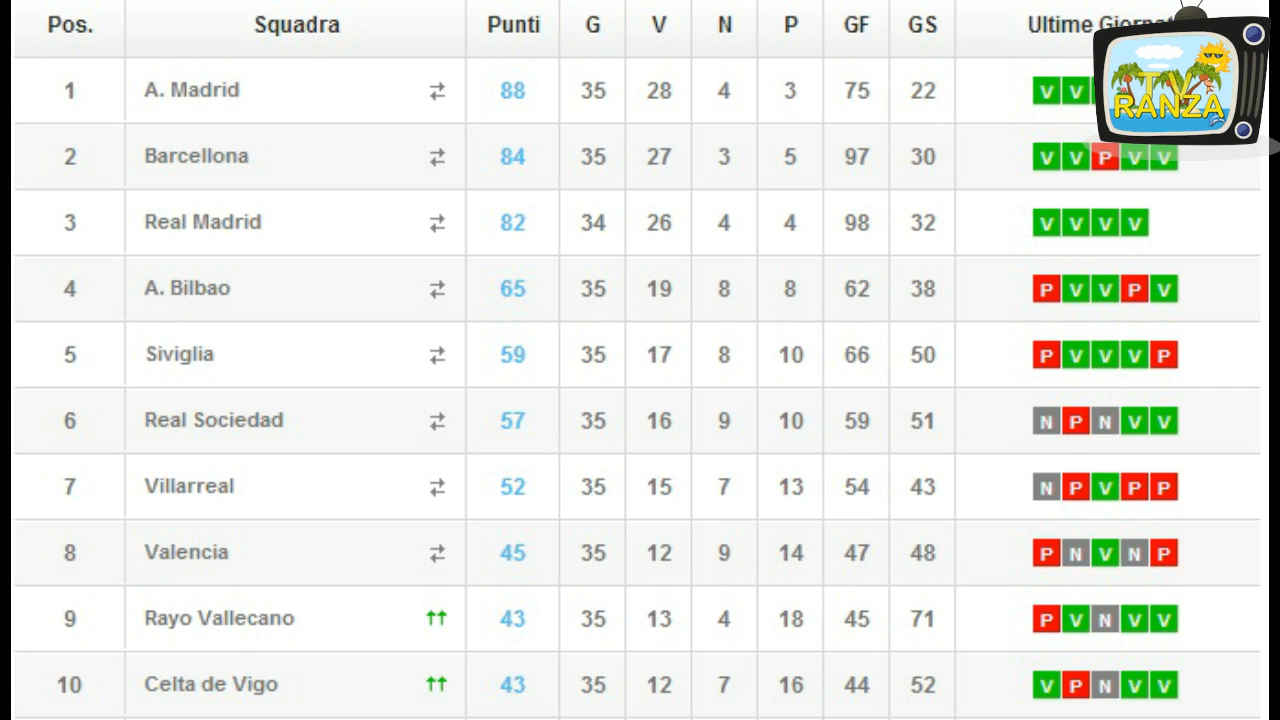 Pos. Squadra Punti G V N P GF GS Ultime
TV
RANZA
1 A. Madrid 88 35 28 4 3 75 22 V V
2 Barcellona 84 35 27 3 5 97 30 V V P V V
3 Real Madrid 82 34 26 4 4 98 32 V V V V
4 A. Bilbao 65 35 19 8 8 62 38 P V V P V
5 Siviglia 59 35 17 8 10 66 50 P V V V P
6 Real Sociedad 57 35 16 9 10 59 51 N P N V V
7 Villarreal 52 35 15 7 13 54 43 N P V P P
8 Valencia 45 35 12 9 14 47 48 P N V N P
9 Rayo Vallecano 43 35 13 4 18 45 71 P V N V V
10 Celta de Vigo 43 35 12 7 16 44 52 V P N V V